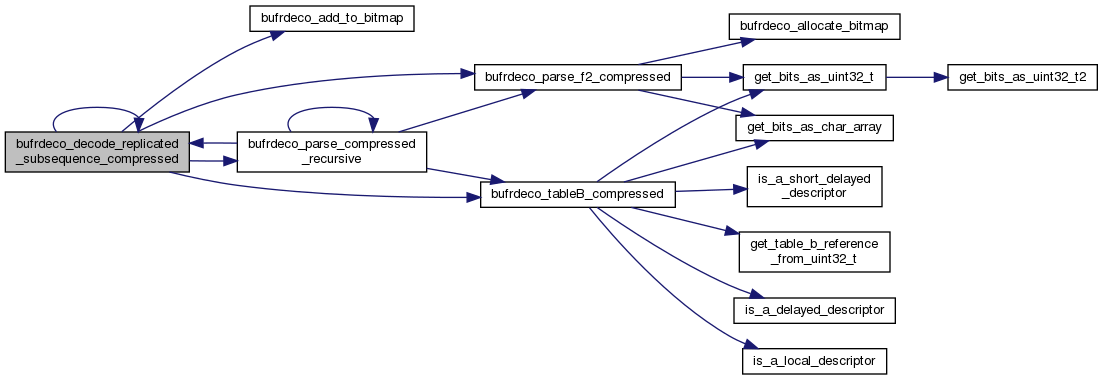 bufrdeco_add_to_bitmap
bufrdeco_allocate_bitmap
bufrdeco_parse_f2_compressed
get_bits_as_uint32_t
get_bits_as_uint32_t2
get_bits_as_char_array
bufrdeco_decode_replicated
_subsequence_compressed
bufrdeco_parse_compressed
_recursive
is_a_short_delayed
_descriptor
bufrdeco_tableB_compressed
get_table_b_reference
_from_uint32_t
is_a_delayed_descriptor
is_a_local_descriptor